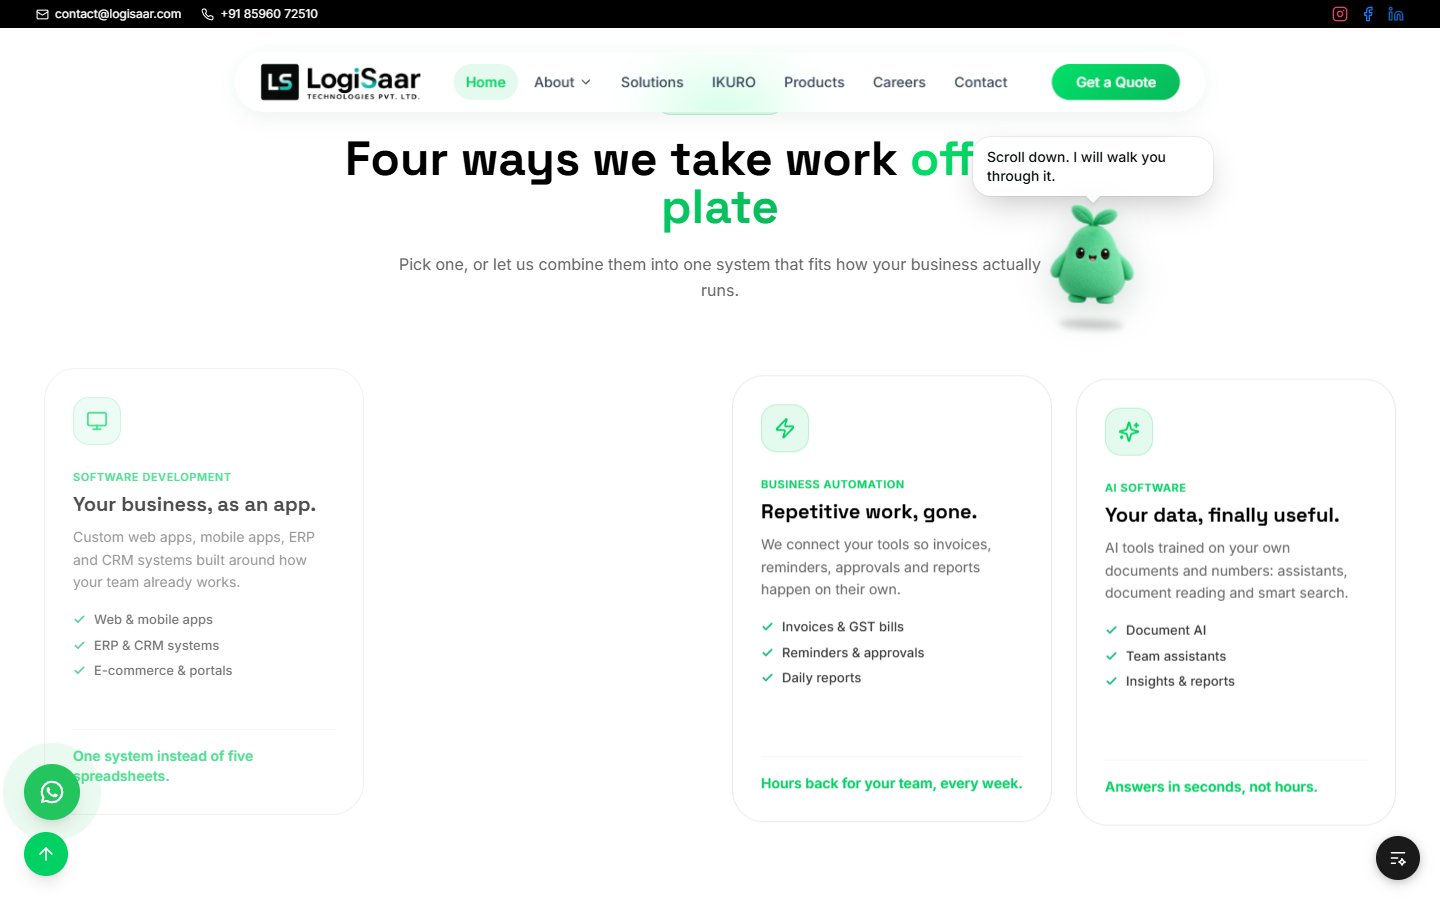 contact@logisaar.com +91 85960 72510
LS LogiSaar
TECHNOLOGIES PVT. LTD.
Home About Solutions IKURO Products Careers Contact Get a Quote
Four ways we take work off
plate
Scroll down. I will walk you
through it.
Pick one, or let us combine them into one system that fits how your business actually
runs.
SOFTWARE DEVELOPMENT
Your business, as an app.
Custom web apps, mobile apps, ERP
and CRM systems built around how
your team already works.
Web & mobile apps
ERP & CRM systems
E-commerce & portals
One system instead of five
spreadsheets.
BUSINESS AUTOMATION
Repetitive work, gone.
We connect your tools so invoices,
reminders, approvals and reports
happen on their own.
Invoices & GST bills
Reminders & approvals
Daily reports
Hours back for your team, every week.
AI SOFTWARE
Your data, finally useful.
AI tools trained on your own
documents and numbers: assistants,
document reading and smart search.
Document AI
Team assistants
Insights & reports
Answers in seconds, not hours.